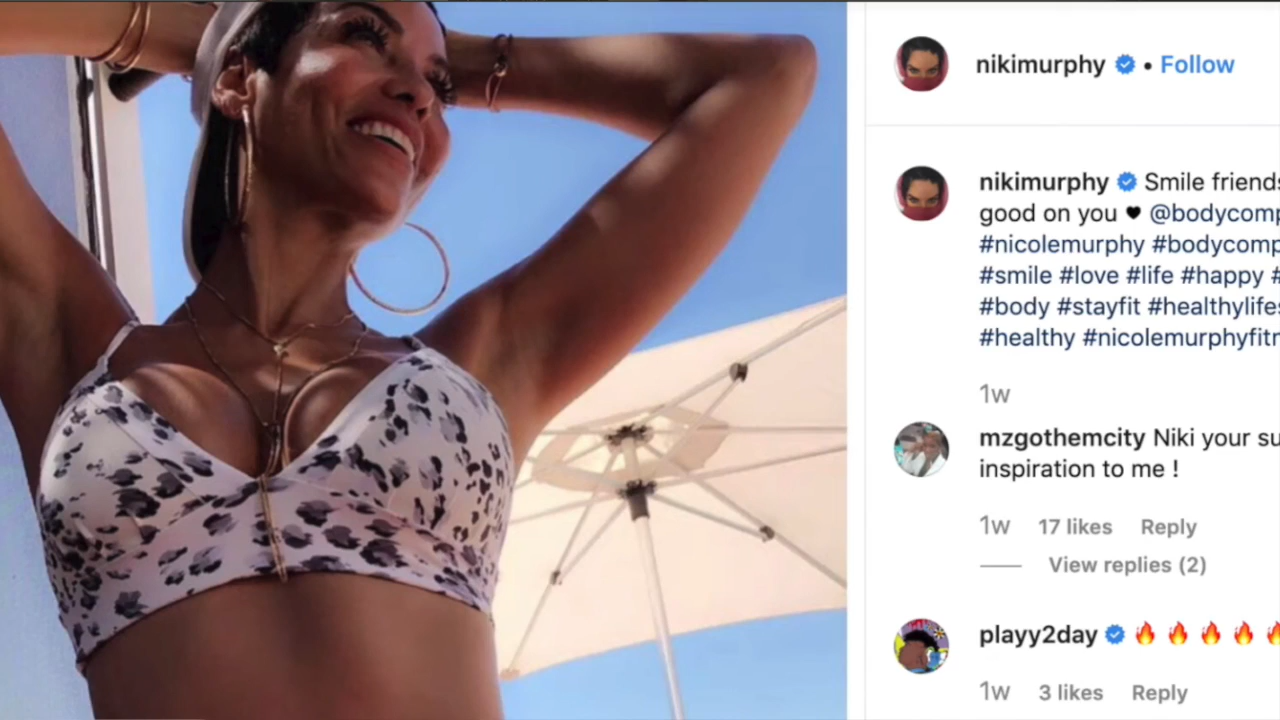 nikimurphy • Follow
nikimurphy Smile friends
good on you 🖤 @bodycomp
#nicolemurphy #bodycomp
#smile #love #life #happy #
#body #stayfit #healthylifes
#healthy #nicolemurphyfitn
1w
mzgothemcity Niki your su
inspiration to me !
1w 17 likes Reply
View replies (2)
playy2day 🔥 🔥 🔥 🔥 🔥
1w 3 likes Reply